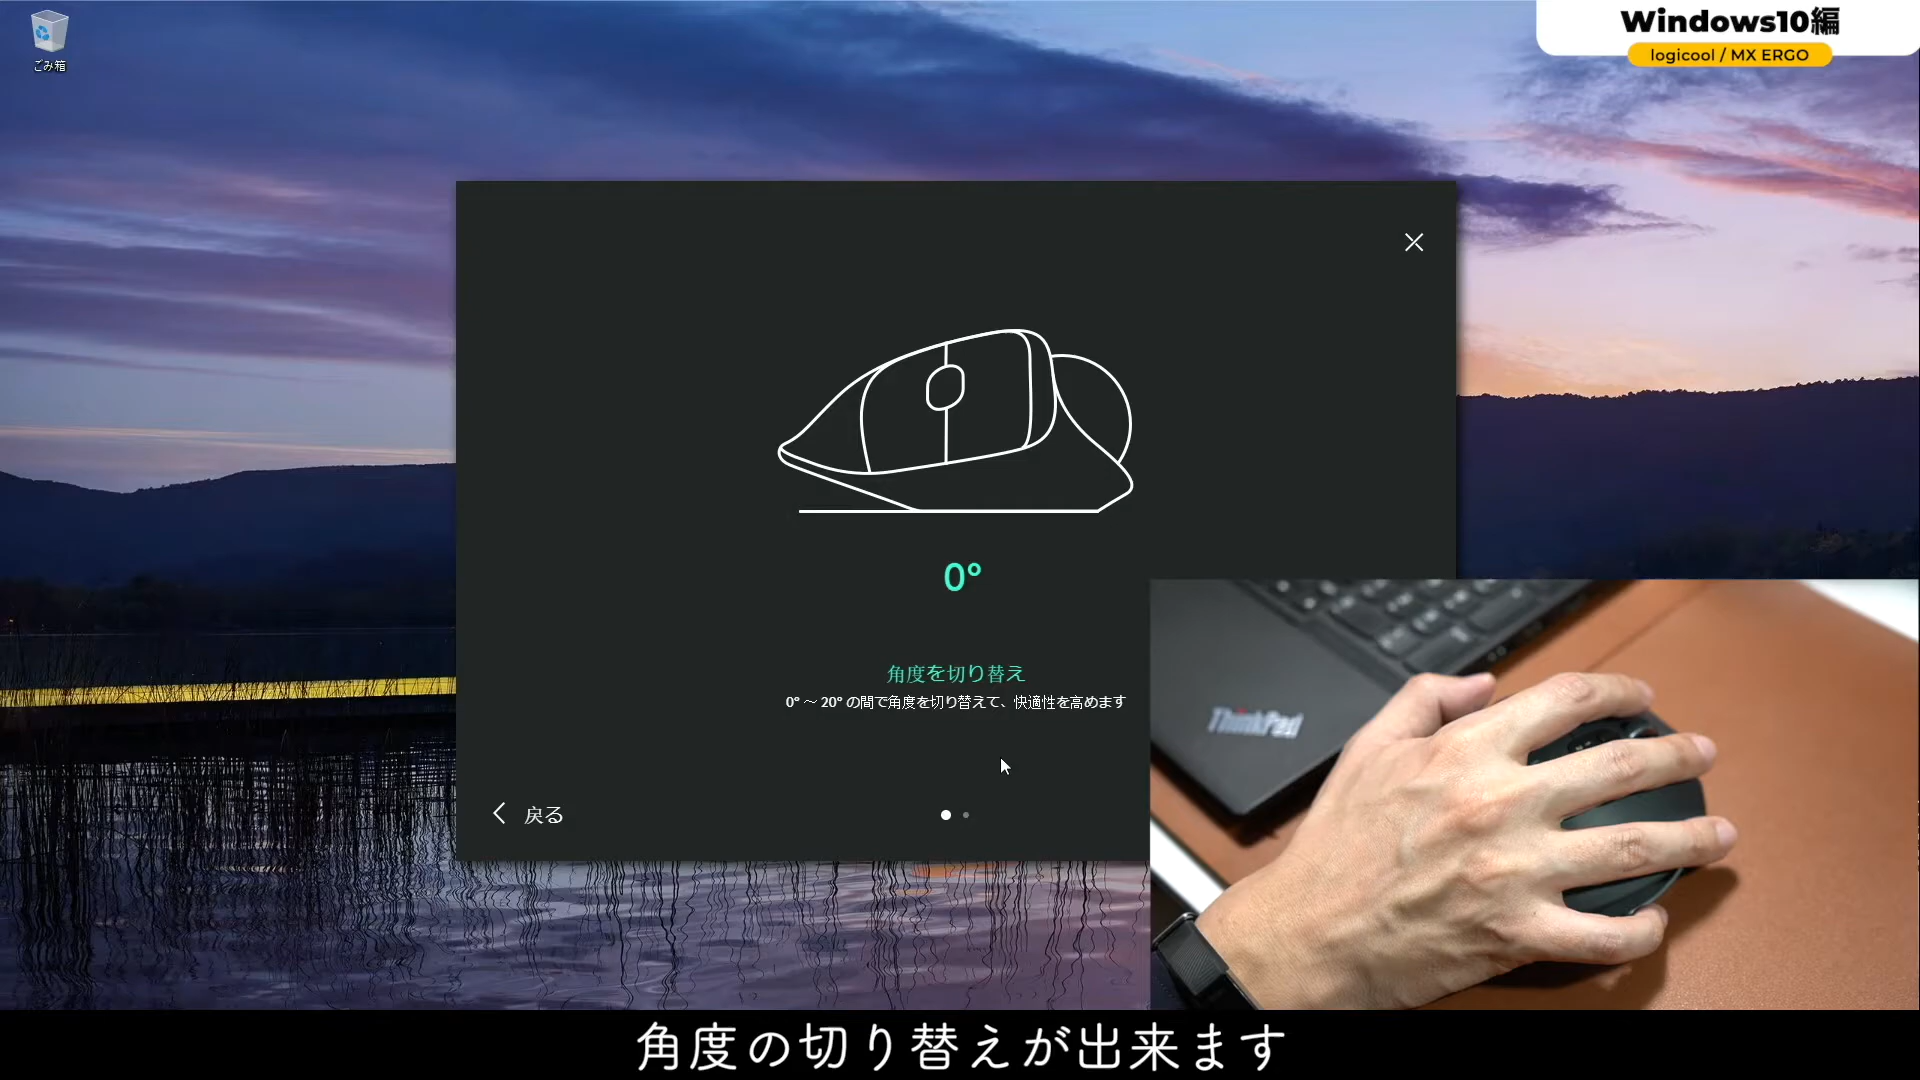 ごみ箱
Windows10編
logicool / MX ERGO
0°
角度を切り替え
0° ～ 20° の間で角度を切り替えて、快適性を高めます
戻る
ThinkPad
角度の切り替えが出来ます